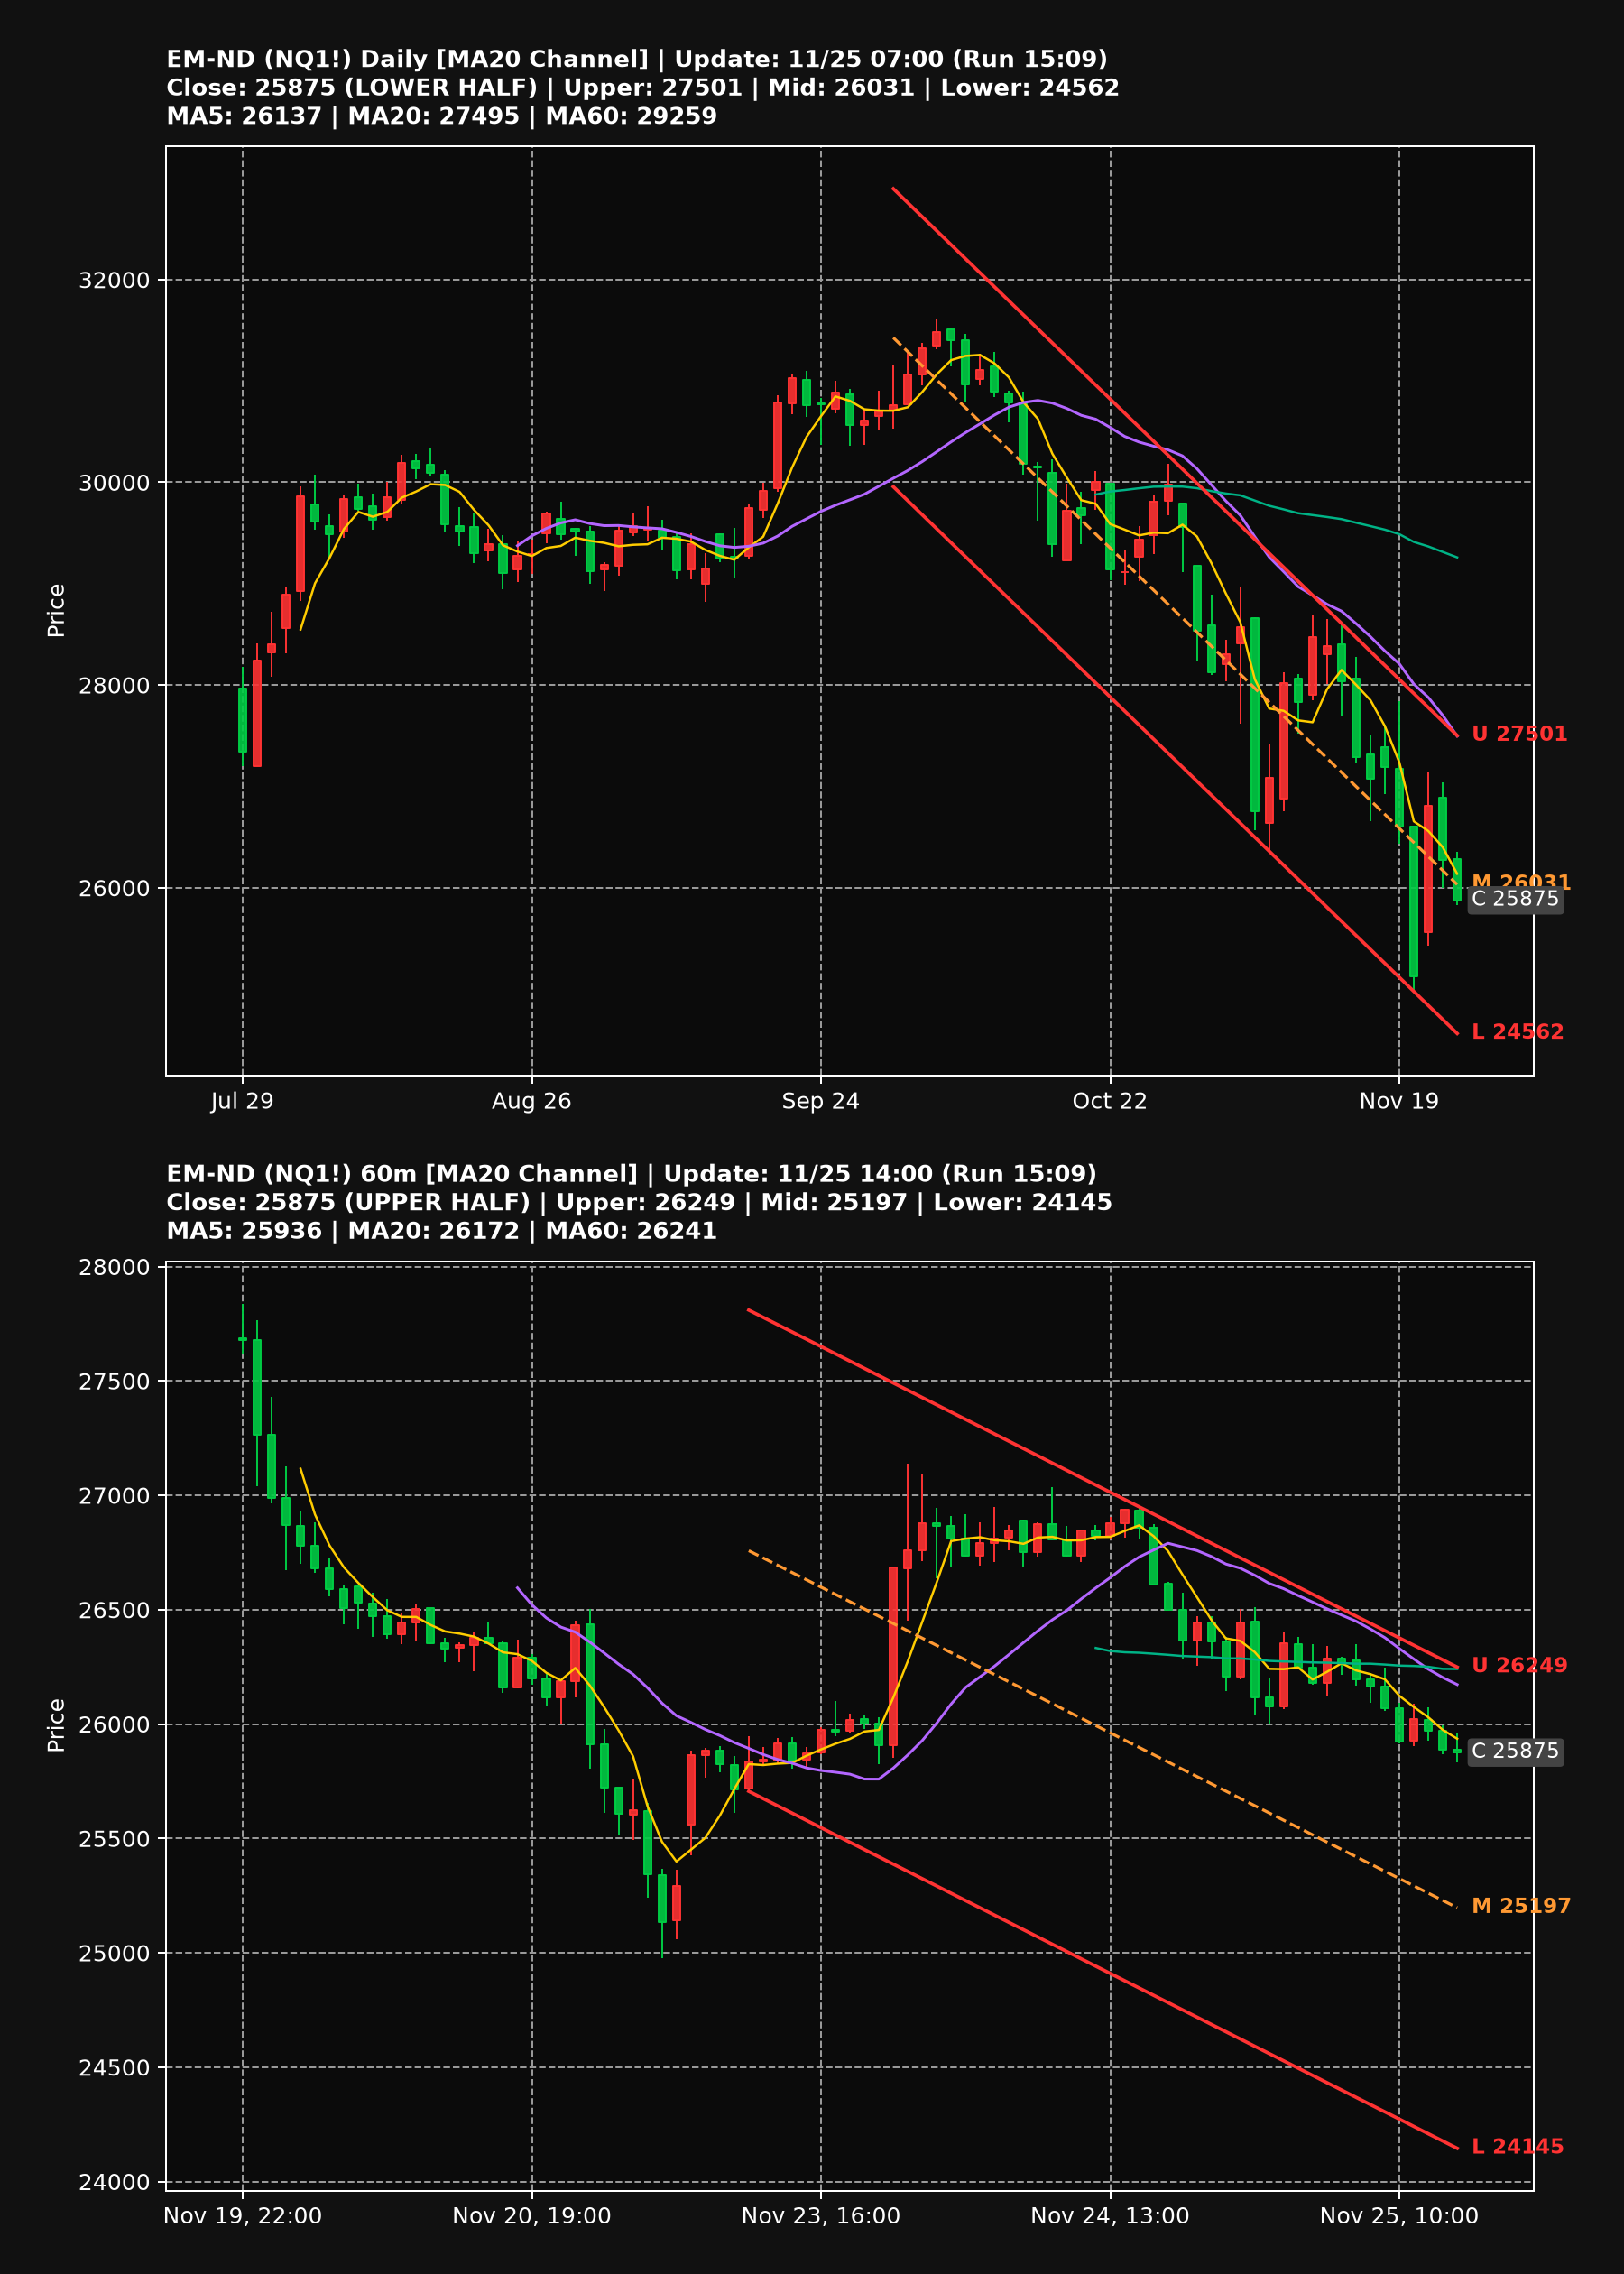 EM-ND (NQ1!) Daily [MA20 Channel] | Update: 11/25 07:00 (Run 15:09)
Close: 25875 (LOWER HALF) | Upper: 27501 | Mid: 26031 | Lower: 24562
MA5: 26137 | MA20: 27495 | MA60: 29259
32000
30000
Price
28000
U 27501
26000
M 26031
C 25875
L 24562
Jul 29
Aug 26
Sep 24
Oct 22
Nov 19
EM-ND (NQ1!) 60m [MA20 Channel] | Update: 11/25 14:00 (Run 15:09)
Close: 25875 (UPPER HALF) | Upper: 26249 | Mid: 25197 | Lower: 24145
MA5: 25936 | MA20: 26172 | MA60: 26241
28000
27500
27000
26500
U 26249
Price
26000
C 25875
25500
M 25197
25000
24500
L 24145
24000
Nov 19, 22:00
Nov 20, 19:00
Nov 23, 16:00
Nov 24, 13:00
Nov 25, 10:00